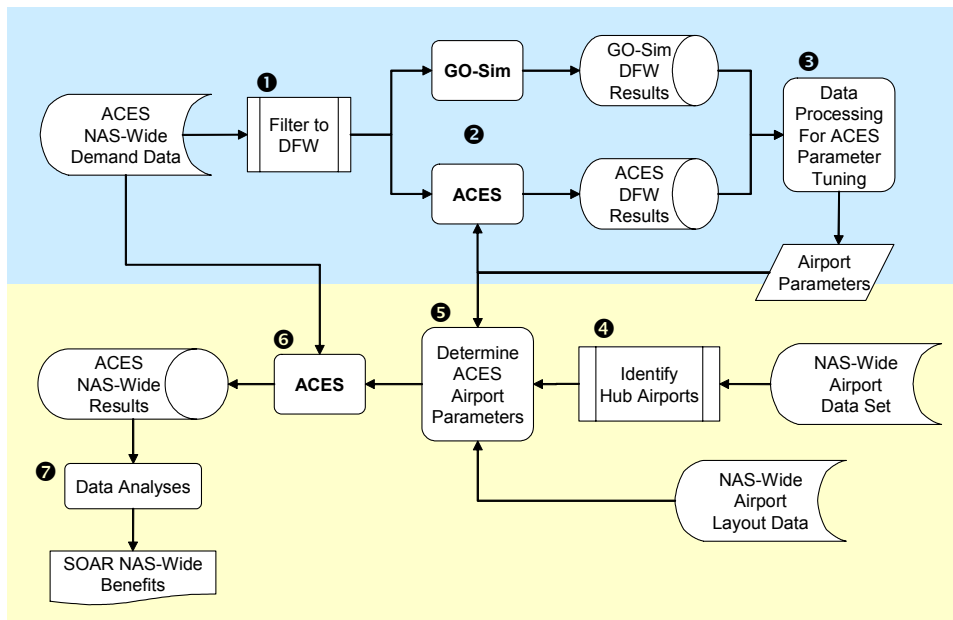 ❶
❷
❸
ACES
NAS-Wide
Demand Data
Filter to
DFW
GO-Sim
ACES
GO-Sim
DFW
Results
ACES
DFW
Results
Data
Processing
For ACES
Parameter
Tuning
Airport
Parameters
❹
❺
❻
❼
ACES
NAS-Wide
Results
ACES
Determine
ACES
Airport
Parameters
Identify
Hub Airports
NAS-Wide
Airport
Data Set
NAS-Wide
Airport
Layout Data
Data Analyses
SOAR NAS-Wide
Benefits